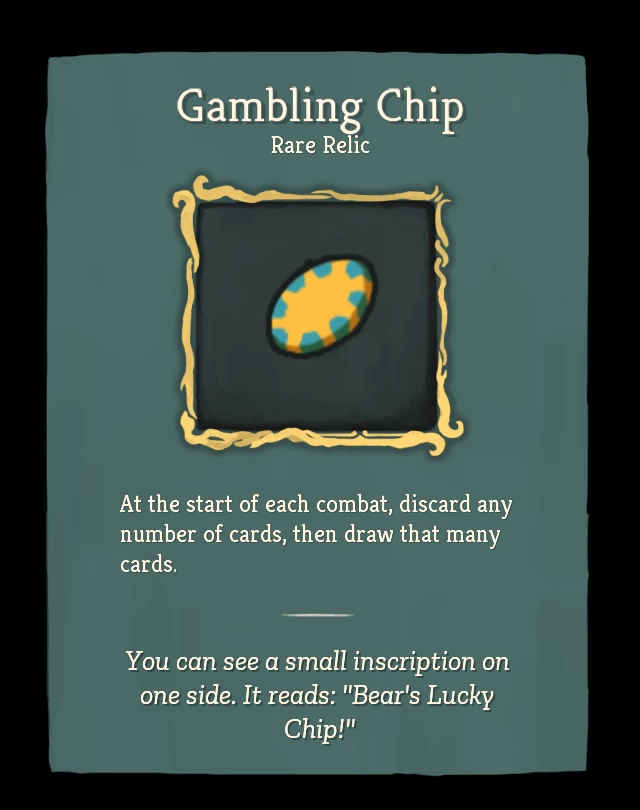 Gambling Chip
Rare Relic
At the start of each combat, discard any
number of cards, then draw that many
cards.
You can see a small inscription on
one side. It reads: "Bear's Lucky
Chip!"